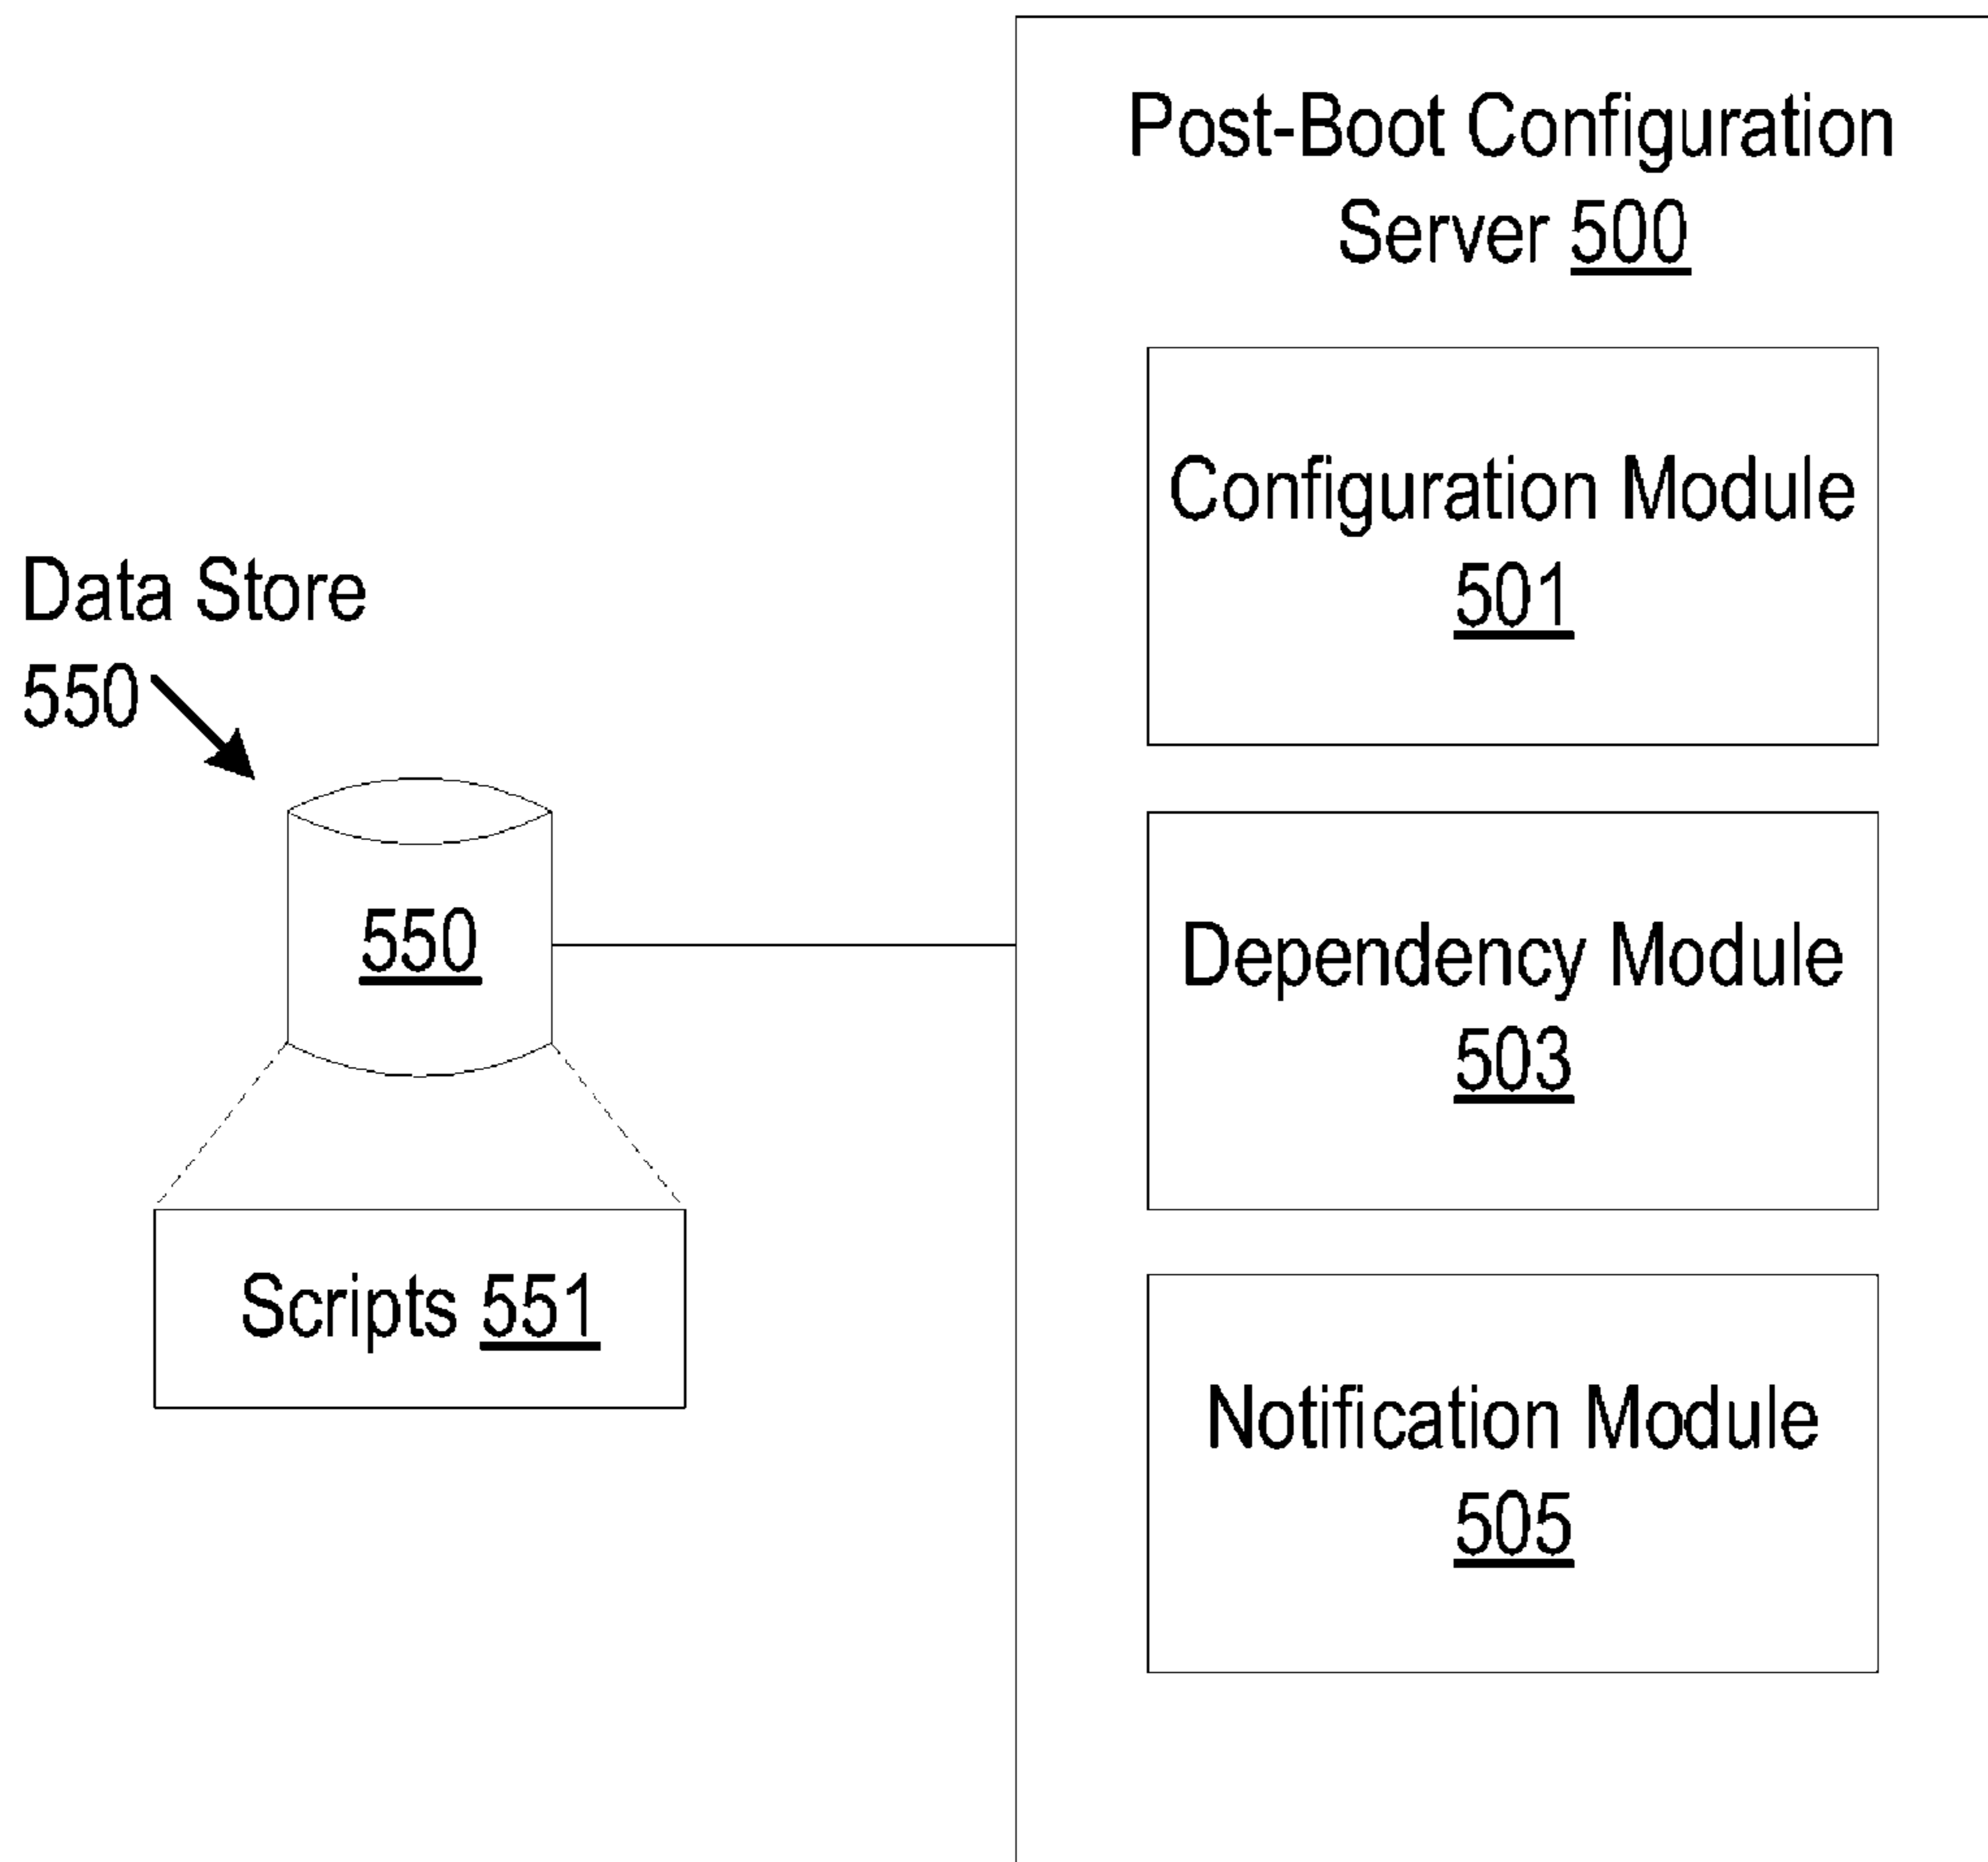 Post-Boot Configuration
Server 500
Configuration Module
501
Data Store
550
550
Dependency Module
503
Scripts 551
Notification Module
505